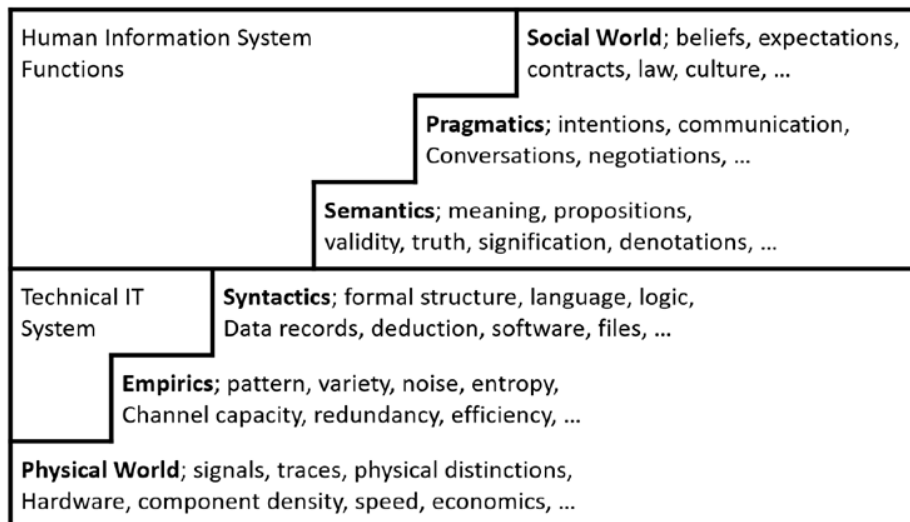 Human Information System
Functions
Social World; beliefs, expectations,
contracts, law, culture, ...
Pragmatics; intentions, communication,
Conversations, negotiations, ...
Semantics; meaning, propositions,
validity, truth, signification, denotations, ...
Technical IT
System
Syntactics; formal structure, language, logic,
Data records, deduction, software, files, ...
Empirics; pattern, variety, noise, entropy,
Channel capacity, redundancy, efficiency, ...
Physical World; signals, traces, physical distinctions,
Hardware, component density, speed, economics, ...